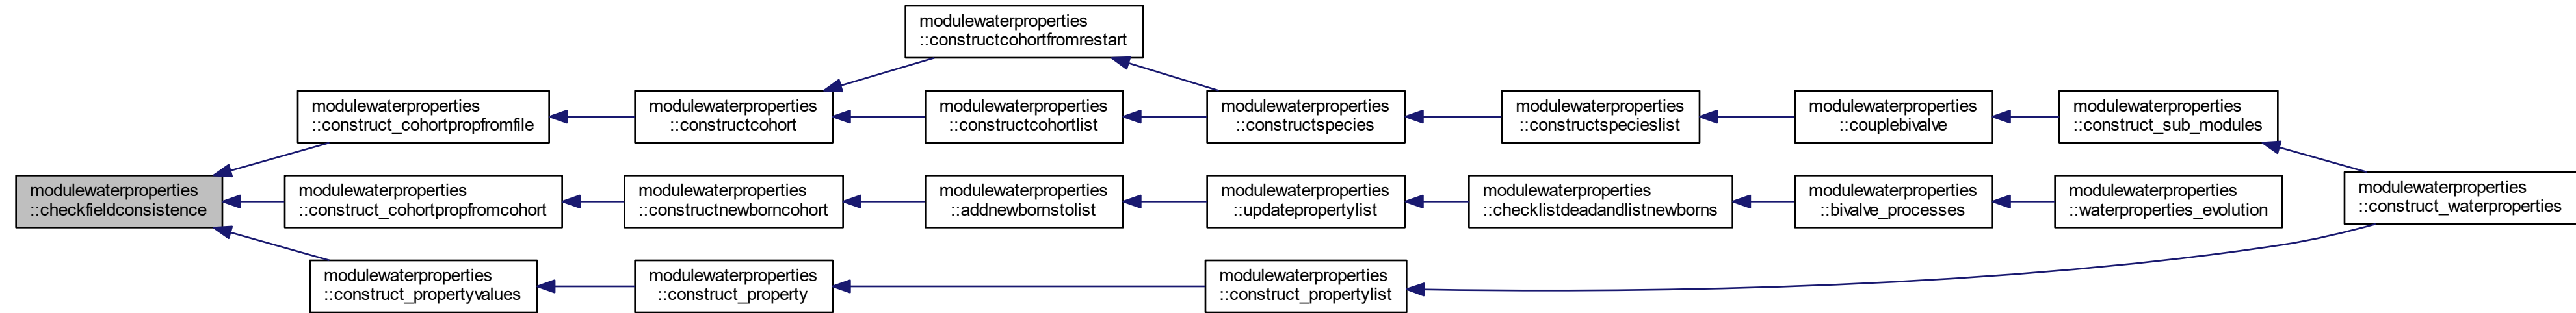 modulewaterproperties
::constructcohortfromrestart
modulewaterproperties
::construct_cohortpropfromfile
modulewaterproperties
::constructcohort
modulewaterproperties
::constructcohortlist
modulewaterproperties
::constructspecies
modulewaterproperties
::constructspecieslist
modulewaterproperties
::couplebivalve
modulewaterproperties
::construct_sub_modules
modulewaterproperties
::checkfieldconsistence
modulewaterproperties
::construct_cohortpropfromcohort
modulewaterproperties
::constructnewborncohort
modulewaterproperties
::addnewbornstolist
modulewaterproperties
::updatepropertylist
modulewaterproperties
::checklistdeadandlistnewborns
modulewaterproperties
::bivalve_processes
modulewaterproperties
::waterproperties_evolution
modulewaterproperties
::construct_waterproperties
modulewaterproperties
::construct_propertyvalues
modulewaterproperties
::construct_property
modulewaterproperties
::construct_propertylist